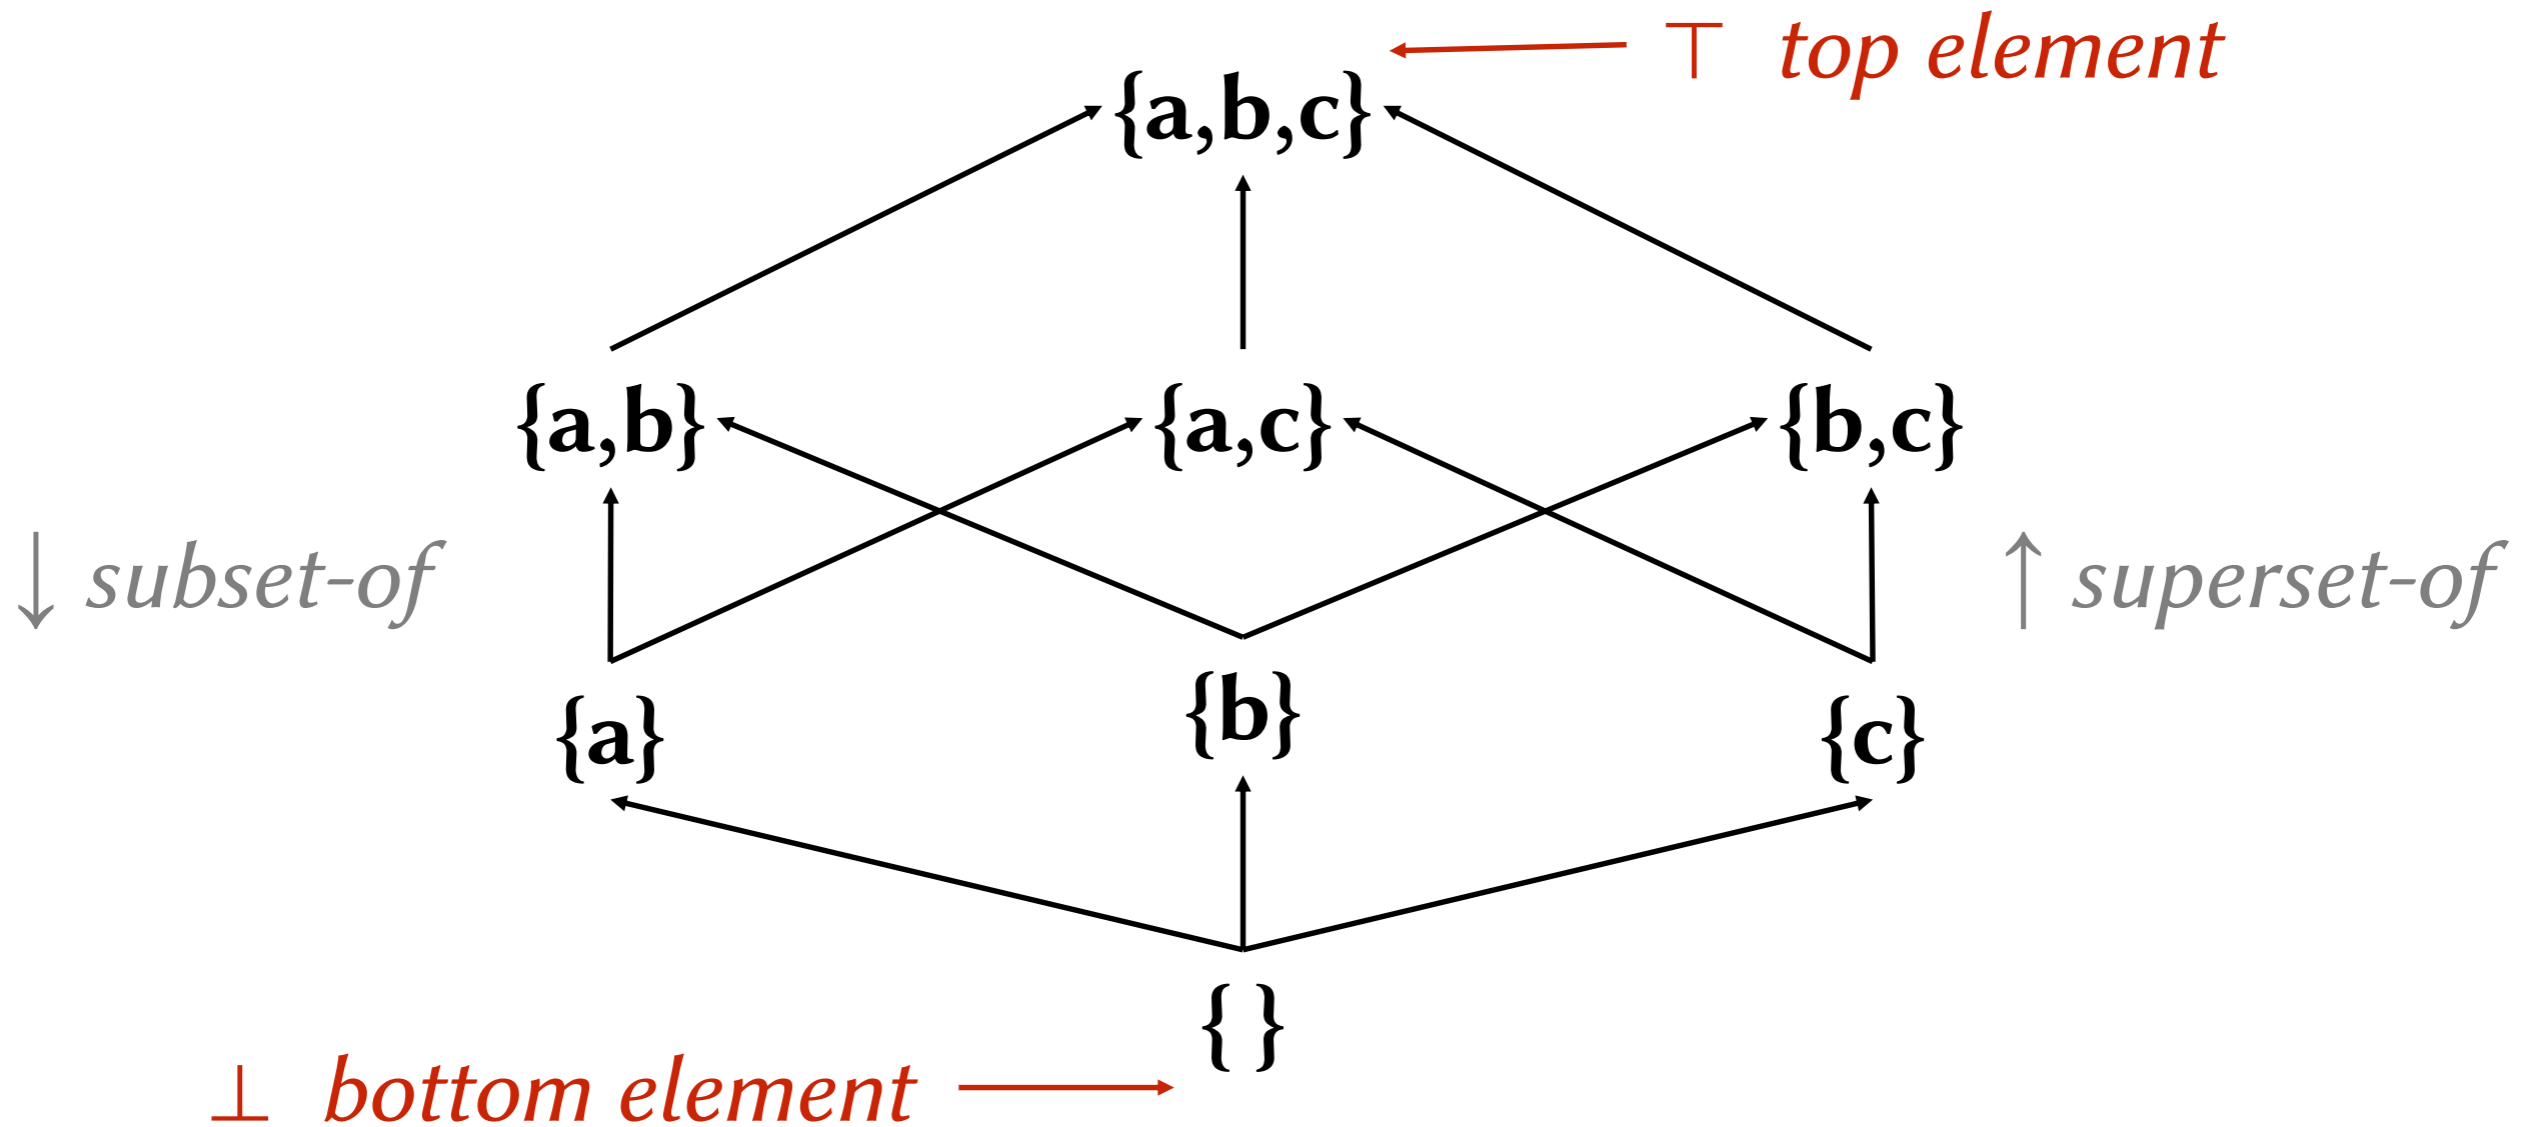 ⊤ top element
{a,b,c}
{a,b} {a,c} {b,c}
↓ subset-of ↑ superset-of
{a} {b} {c}
{ }
⊥ bottom element